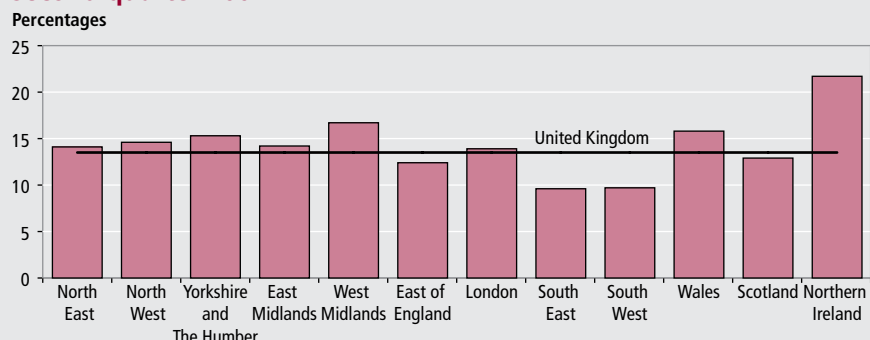 Percentages
25
20
15
10
5
0
United Kingdom
North East
North West
Yorkshire and The Humber
East Midlands
West Midlands
East of England
London
South East
South West
Wales
Scotland
Northern Ireland